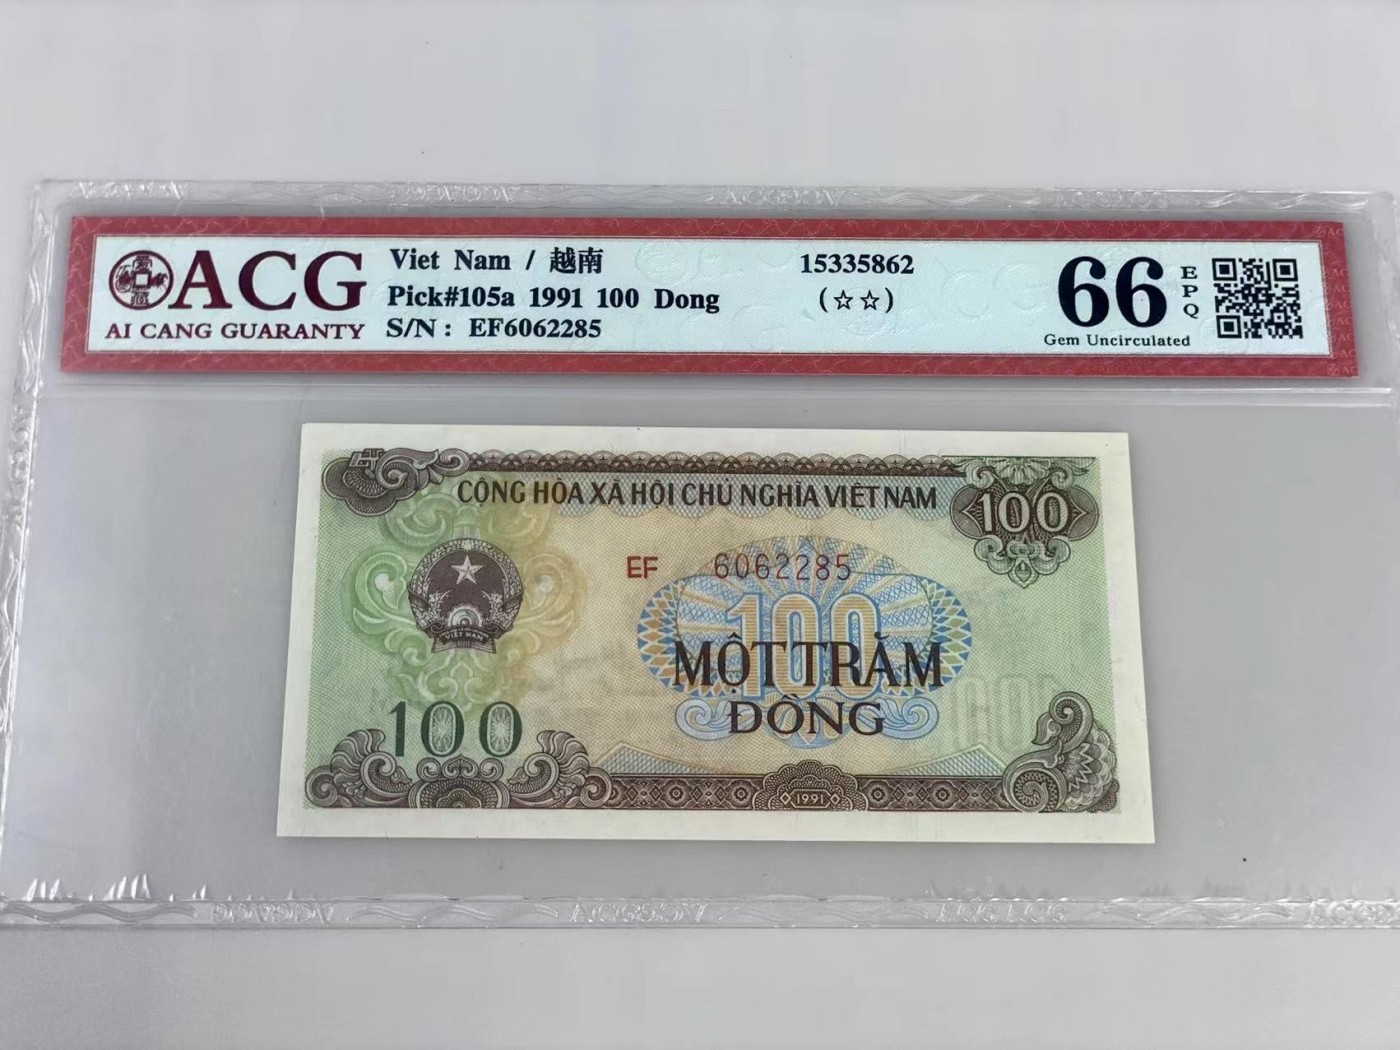 ACG
AI CANG GUARANTY
Viet Nam / 越南
Pick#105a 1991 100 Dong
S/N : EF6062285
15335862
(☆☆)
66
EPQ
Gem Uncirculated
CỘNG HÒA XÃ HỘI CHỦ NGHĨA VIỆT NAM
100
EF 6062285
VIỆT NAM
100
MỘT TRĂM
ĐỒNG
100
1991